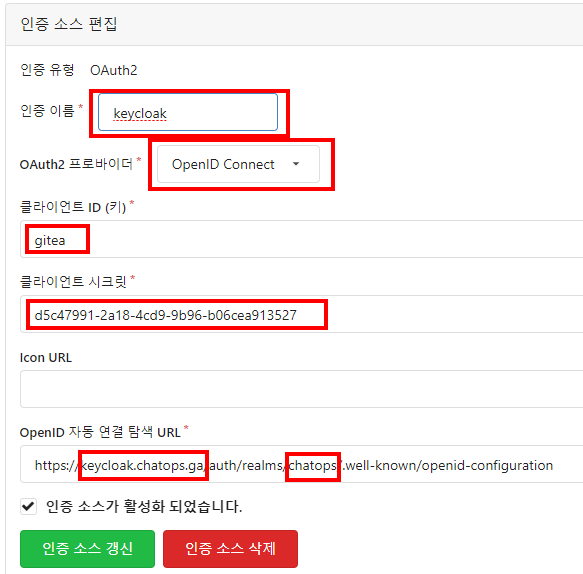 인증 소스 편집
인증 유형 OAuth2
인증 이름 * keycloak
OAuth2 프로바이더 * OpenID Connect
클라이언트 ID (키) *
gitea
클라이언트 시크릿 *
d5c47991-2a18-4cd9-9b96-b06cea913527
Icon URL
OpenID 자동 연결 탐색 URL *
https://keycloak.chatops.ga/auth/realms/chatops/.well-known/openid-configuration
인증 소스가 활성화 되었습니다.
인증 소스 갱신 인증 소스 삭제